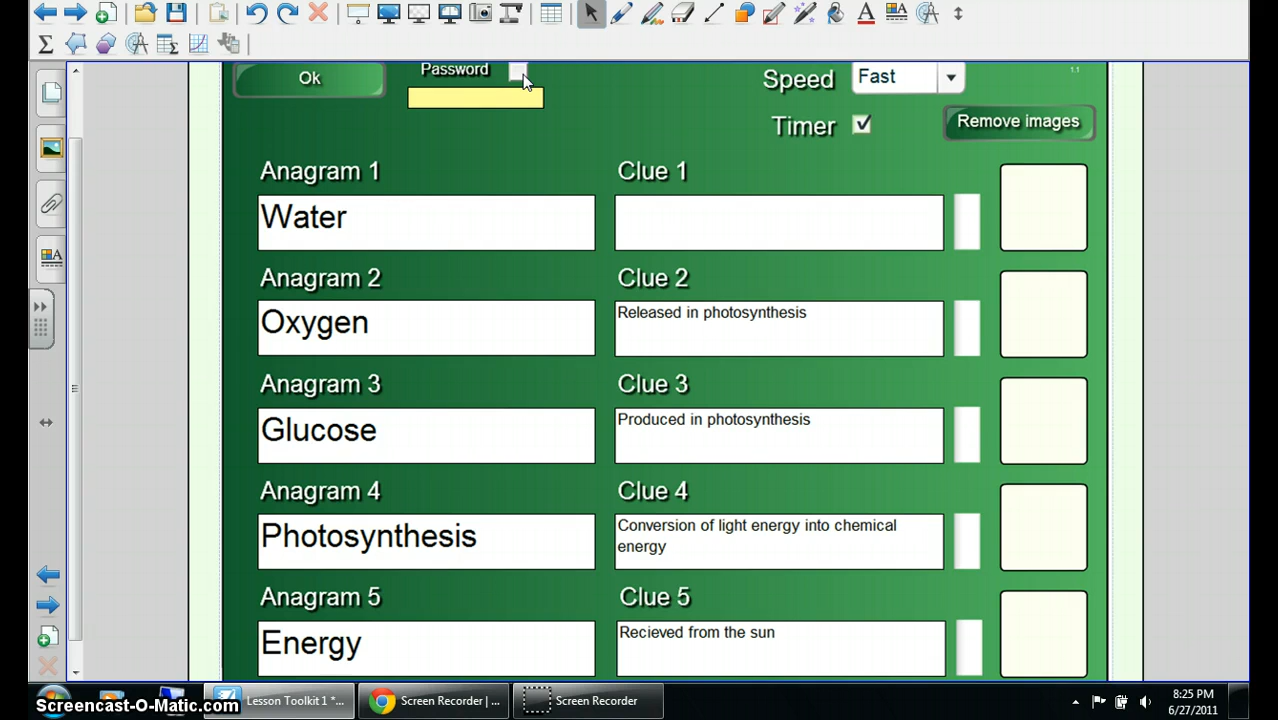 Ok
Password
Speed
Fast
1.1
Timer
Remove images
Anagram 1
Clue 1
Water
Anagram 2
Clue 2
Oxygen
Released in photosynthesis
Anagram 3
Clue 3
Glucose
Produced in photosynthesis
Anagram 4
Clue 4
Photosynthesis
Conversion of light energy into chemical
energy
Anagram 5
Clue 5
Energy
Recieved from the sun
Lesson Toolkit 1 *...
Screen Recorder | ...
Screen Recorder
8:25 PM
6/27/2011
Screencast-O-Matic.com